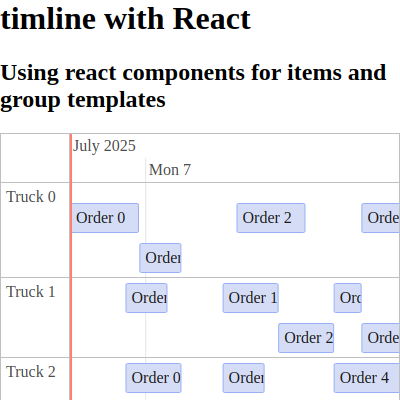 timline with React
Using react components for items and
group templates
July 2025
Mon 7
Truck 0
Order 0
Order 2
Orde
Order
Truck 1
Order
Order 1
Ord
Order 2
Orde
Truck 2
Order 0
Order
Order 4